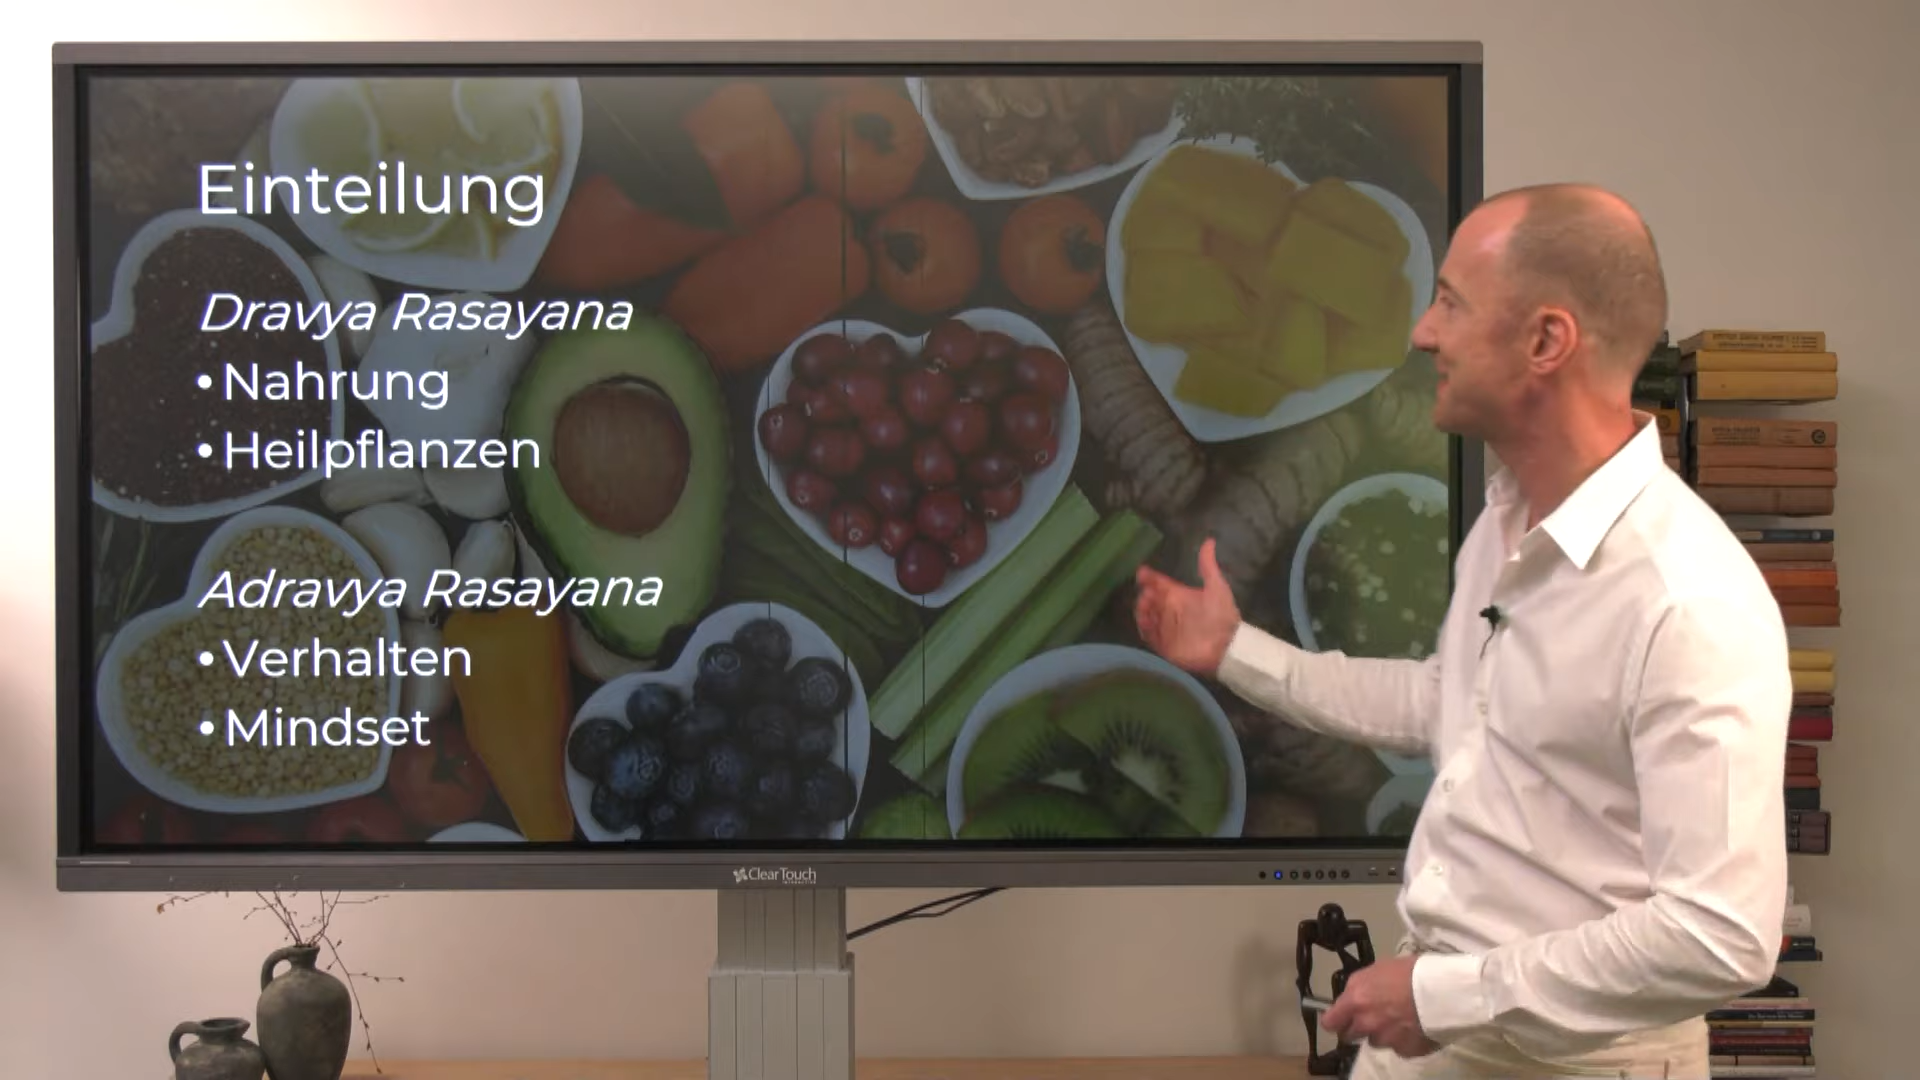 Einteilung
Dravya Rasayana
• Nahrung
• Heilpflanzen
Adravya Rasayana
• Verhalten
• Mindset
ClearTouch